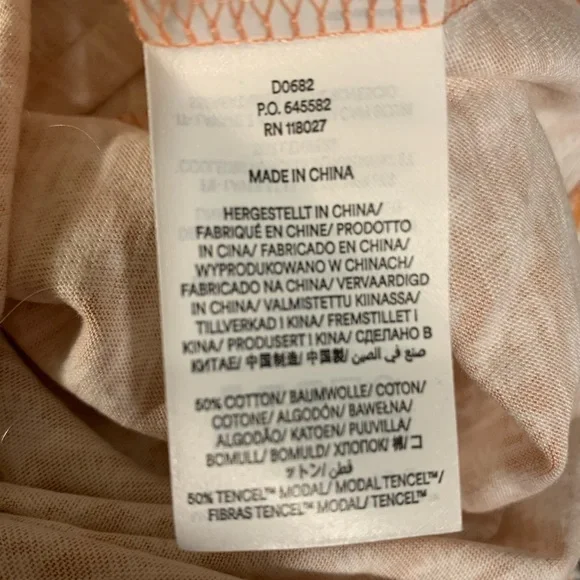 D0682
P.O. 645582
RN 118027
MADE IN CHINA
HERGESTELLT IN CHINA/
FABRIQUÉ EN CHINE/ PRODOTTO
IN CINA/ FABRICADO EN CHINA/
WYPRODUKOWANO W CHINACH/
FABRICADO NA CHINA/ VERVAARDIGD
IN CHINA/ VALMISTETTU KIINASSA/
TILLVERKAD I KINA/ FREMSTILLET I
KINA/ PRODUSERT I KINA/ СДЕЛАНО В
КИТАЕ/ 中国制造/ 中国製/ صنع في الصين
50% COTTON/ BAUMWOLLE/ COTON/
COTONE/ ALGODÓN/ BAWEŁNA/
ALGODÃO/ KATOEN/ PUUVILLA/
BOMULL/ BOMULD/ ХЛОПОК/ 棉/ コ
ットン/ قطن/
50% TENCEL™ MODAL/ MODAL TENCEL™/
FIBRAS TENCEL™ MODAL/ TENCEL™